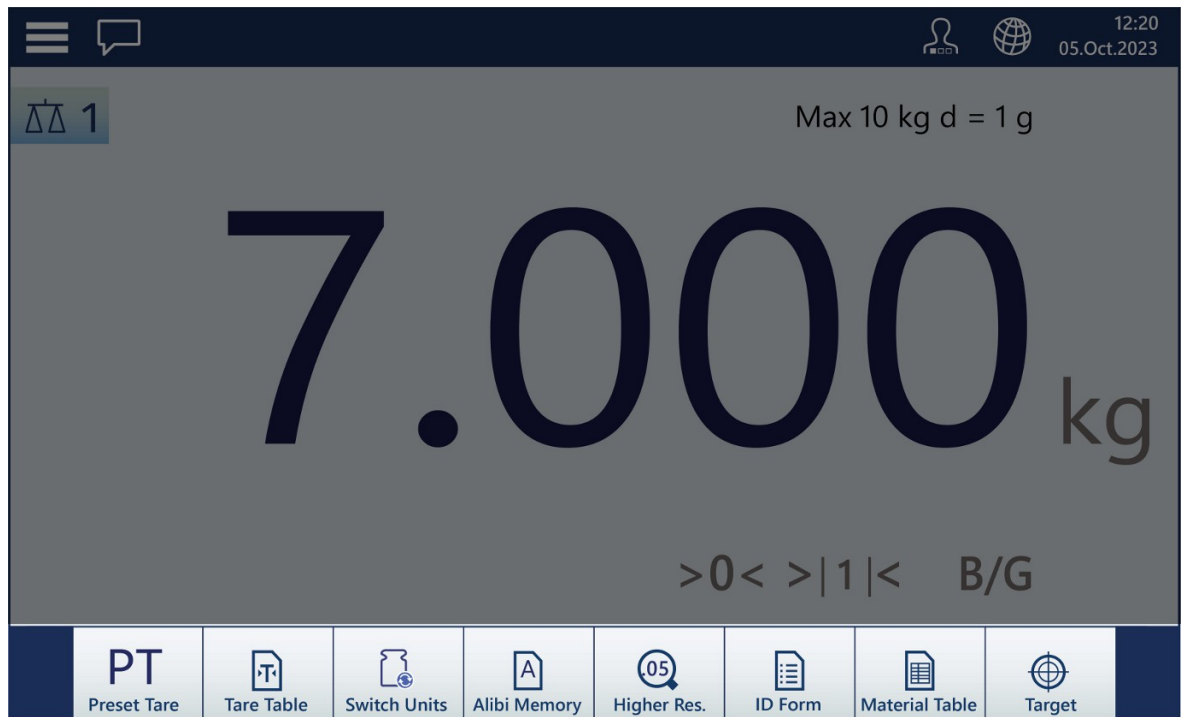 12:20
05.Oct.2023
1
Max 10 kg d = 1 g
7.000 kg
>0< >|1|< B/G
PT T A .05
Preset Tare Tare Table Switch Units Alibi Memory Higher Res. ID Form Material Table Target